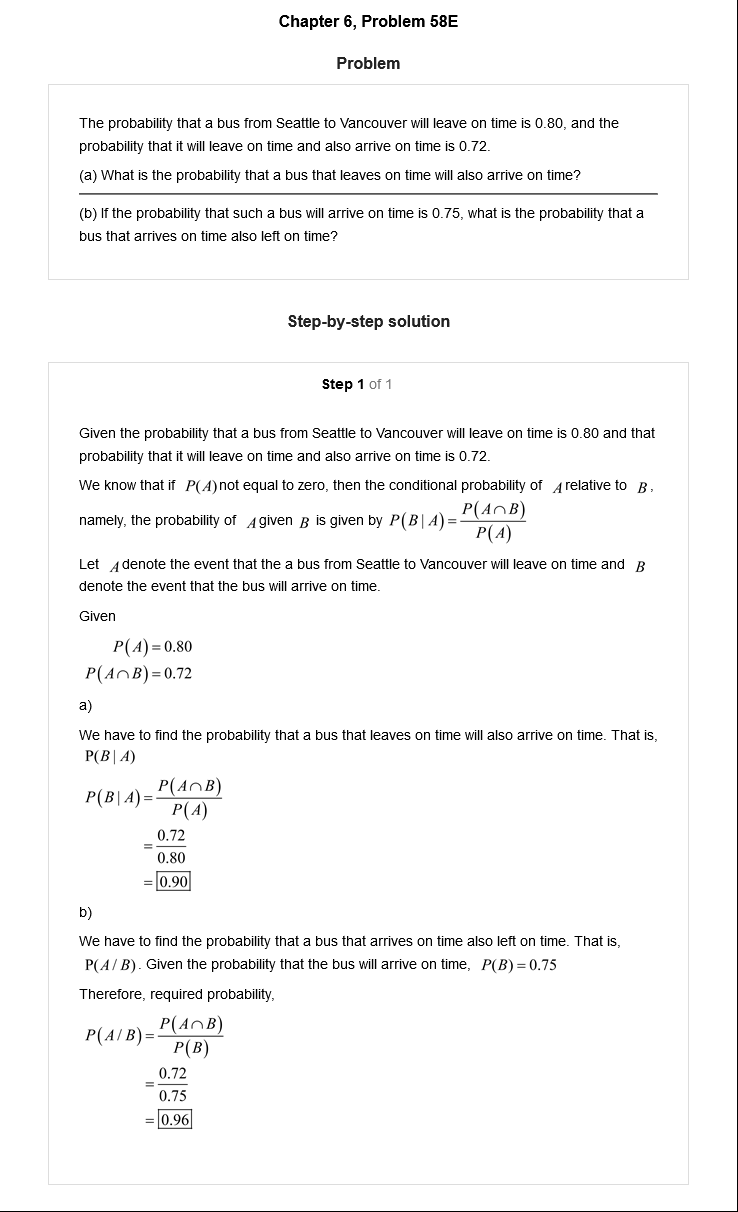 Chapter 6, Problem 58E
Problem
The probability that a bus from Seattle to Vancouver will leave on time is 0.80, and the
probability that it will leave on time and also arrive on time is 0.72.
(a) What is the probability that a bus that leaves on time will also arrive on time?
(b) If the probability that such a bus will arrive on time is 0.75, what is the probability that a
bus that arrives on time also left on time?
Step-by-step solution
Step 1 of 1
Given the probability that a bus from Seattle to Vancouver will leave on time is 0.80 and that
probability that it will leave on time and also arrive on time is 0.72.
We know that if P(A) not equal to zero, then the conditional probability of A relative to B,
namely, the probability of A given B is given by P(B|A) = P(A∩B) / P(A)
Let A denote the event that the a bus from Seattle to Vancouver will leave on time and B
denote the event that the bus will arrive on time.
Given
P(A) = 0.80
P(A∩B) = 0.72
a)
We have to find the probability that a bus that leaves on time will also arrive on time. That is,
P(B|A)
P(B|A) = P(A∩B) / P(A)
= 0.72 / 0.80
= 0.90
b)
We have to find the probability that a bus that arrives on time also left on time. That is,
P(A/B). Given the probability that the bus will arrive on time, P(B) = 0.75
Therefore, required probability,
P(A/B) = P(A∩B) / P(B)
= 0.72 / 0.75
= 0.96